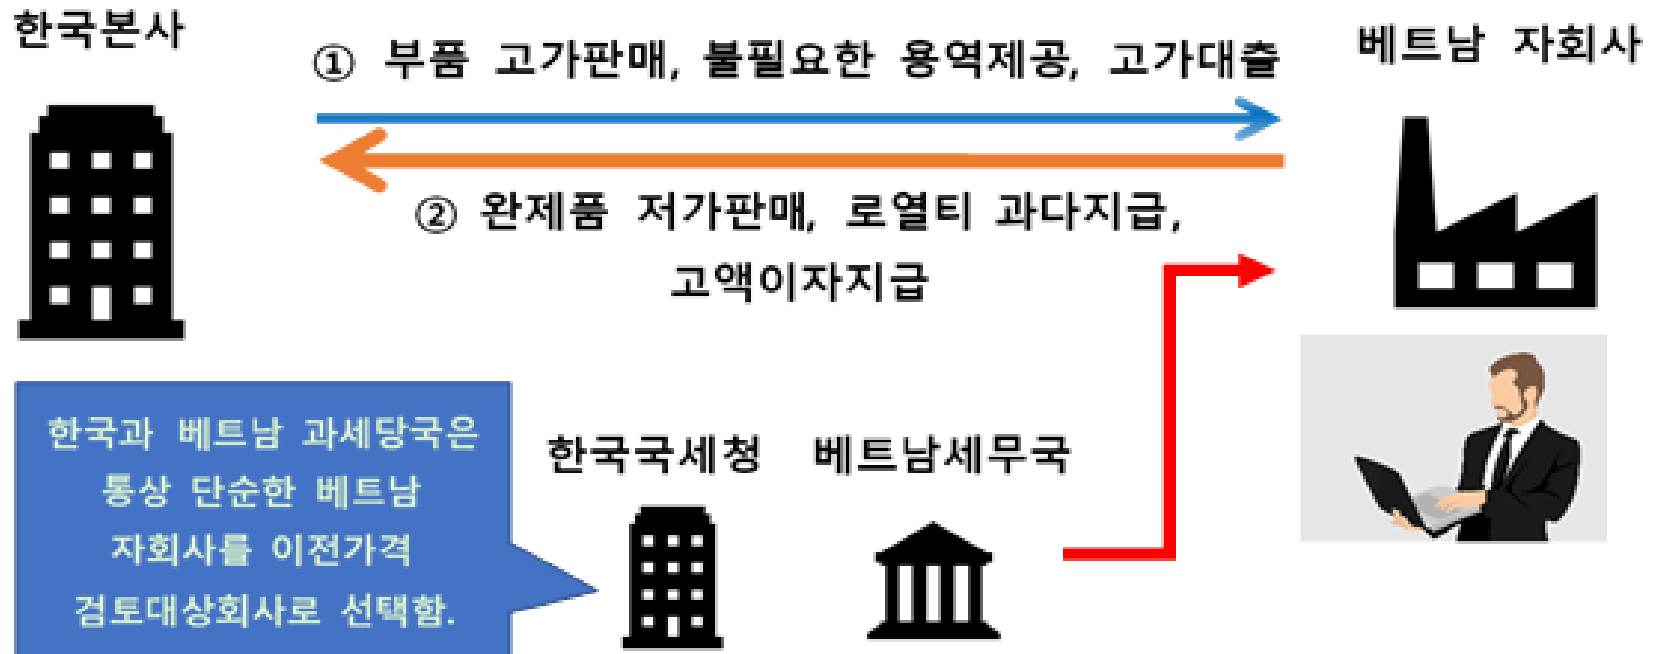 한국본사
① 부품 고가판매, 불필요한 용역제공, 고가대출
베트남 자회사
② 완제품 저가판매, 로열티 과다지급,
고액이자지급
한국과 베트남 과세당국은
통상 단순한 베트남
자회사를 이전가격
검토대상회사로 선택함.
한국국세청
베트남세무국